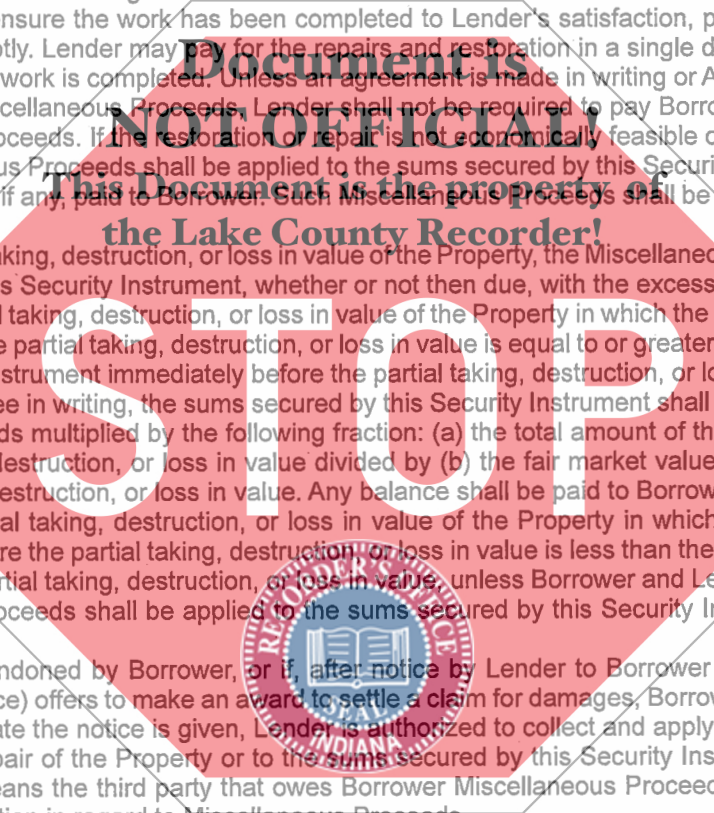 nsure the work has been completed to Lender's satisfaction, p
tly. Lender may pay for the repairs and restoration in a single d
Document is
work is completed. Unless an agreement is made in writing or A
cellaneous Proceeds, Lender shall not be required to pay Borro
NOT OFFICIAL!
oceeds. If the restoration or repair is not economically feasible o
us Proceeds shall be applied to the sums secured by this Securi
This Document is the property of
if any, paid to Borrower. Such Miscellaneous Proceeds shall be
the Lake County Recorder!
aking, destruction, or loss in value of the Property, the Miscellaneo
s Security Instrument, whether or not then due, with the excess
l taking, destruction, or loss in value of the Property in which the
e partial taking, destruction, or loss in value is equal to or greater
STOP
nstrument immediately before the partial taking, destruction, or lo
ee in writing, the sums secured by this Security Instrument shall
ds multiplied by the following fraction: (a) the total amount of th
destruction, or loss in value divided by (b) the fair market value
estruction, or loss in value. Any balance shall be paid to Borrow
al taking, destruction, or loss in value of the Property in which
re the partial taking, destruction, or loss in value is less than the
rtial taking, destruction, or loss in value, unless Borrower and Le
oceeds shall be applied to the sums secured by this Security I
RECORDER'S OFFICE
SEAL
INDIANA
ndoned by Borrower, or if, after notice by Lender to Borrower
ce) offers to make an award to settle a claim for damages, Borrow
ate the notice is given, Lender is authorized to collect and apply
pair of the Property or to the sums secured by this Security Ins
eans the third party that owes Borrower Miscellaneous Proceed
tion in regard to Miscellaneous Proceeds